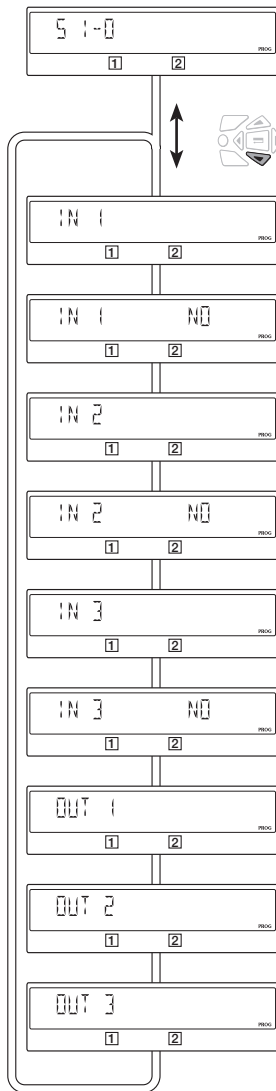 S1-0
PROG
1 2
IN 1
PROG
1 2
IN 1 NO
PROG
1 2
IN 2
PROG
1 2
IN 2 NO
PROG
1 2
IN 3
PROG
1 2
IN 3 NO
PROG
1 2
OUT 1
PROG
1 2
OUT 2
PROG
1 2
OUT 3
PROG
1 2